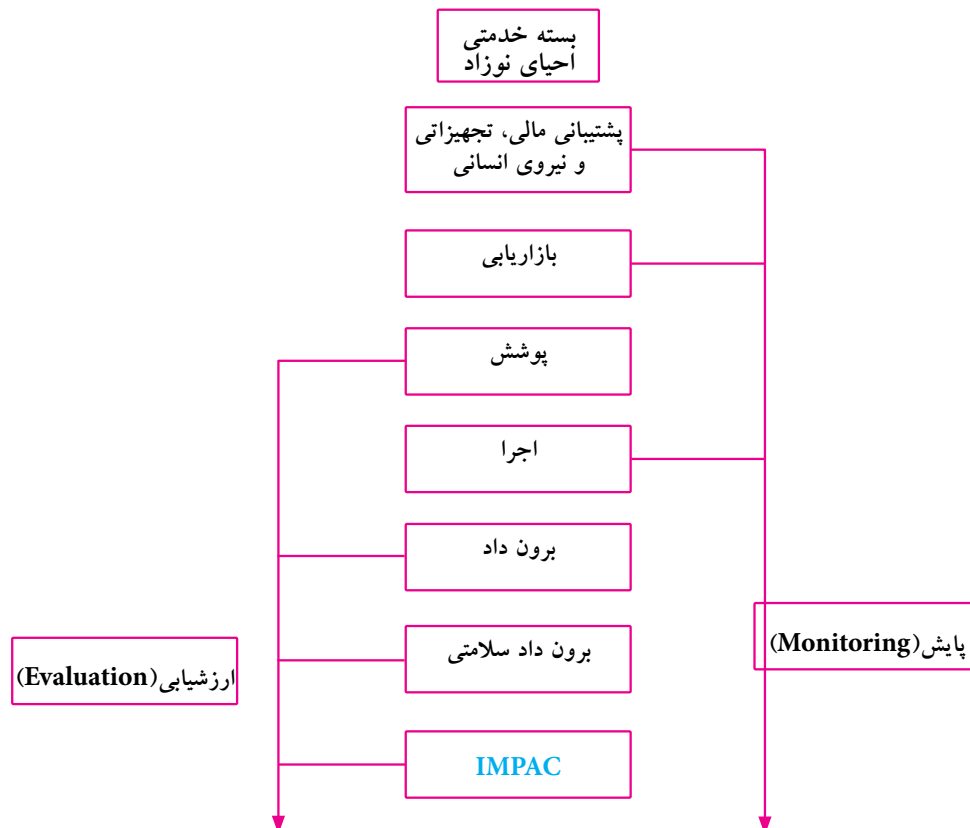 بسته خدمتی
احیای نوزاد
پشتیبانی مالی، تجهیزاتی
و نیروی انسانی
بازاریابی
پوشش
اجرا
برون داد
برون داد سلامتی
پایش(Monitoring)
ارزشیابی(Evaluation)
IMPAC